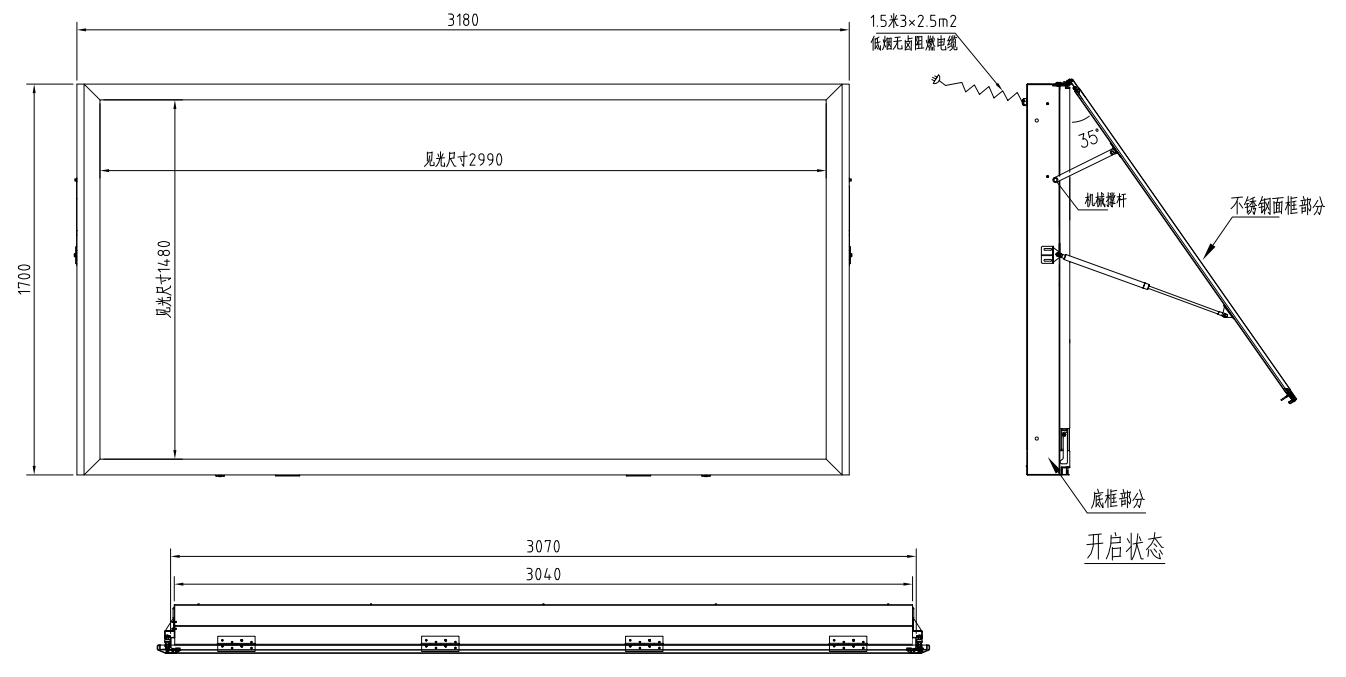 3180
1.5米3×2.5m2
低烟无卤阻燃电缆
35°
见光尺寸2990
机械撑杆
不锈钢面框部分
1700
见光尺寸1480
底框部分
开启状态
3070
3040